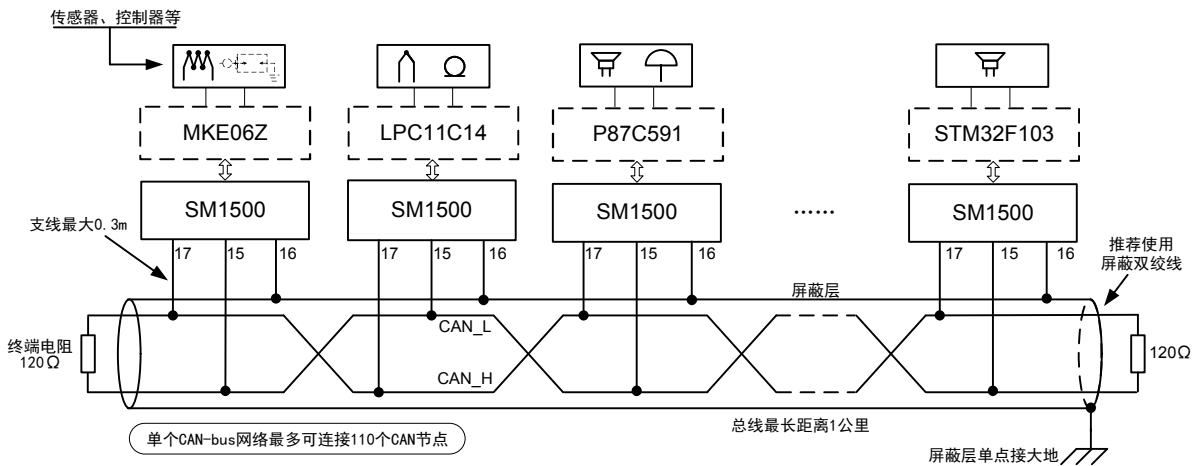 传感器、控制器等
MKE06Z
LPC11C14
P87C591
STM32F103
SM1500
SM1500
SM1500
……
SM1500
支线最大0.3m
17 15 16
17 15 16
17 15 16
17 15 16
推荐使用
屏蔽双绞线
屏蔽层
CAN_L
终端电阻
120Ω
120Ω
CAN_H
总线最长距离1公里
单个CAN-bus网络最多可连接110个CAN节点
屏蔽层单点接大地